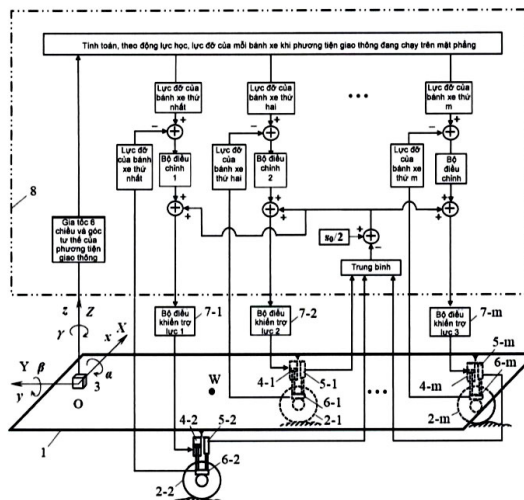 Tính toán, theo động lực học, lực đỡ của mỗi bánh xe khi phương tiện giao thông đang chạy trên mặt phẳng
Lực đỡ của
bánh xe thứ
nhất
Lực đỡ của
bánh xe thứ
hai
...
Lực đỡ của
bánh xe thứ
m
Lực đỡ
của bánh
xe thứ
nhất
+
−
+
Lực đỡ
của bánh
xe thứ hai
+
−
+
Lực đỡ
của bánh
xe thứ m
+
−
+
Bộ điều
chỉnh
1
Bộ điều
chỉnh 2
Bộ
điều
chỉnh
8
+
+
+
+
+
+
+
+
+
Gia tốc 6
chiều và góc
tư thế của
phương tiện
giao thông
s₀/2
+
+
−
Trung bình
z
Z
γ
X
x
Bộ điều
khiển trợ
lực 1
7-1
Bộ điều
khiển trợ
lực 2
7-2
Bộ điều
khiển trợ
lực 3
7-m
Y
β
α
y
3
O
W
4-1
5-1
6-1
2-1
...
5-m
6-m
4-m
2-m
1
4-2
5-2
6-2
2-2